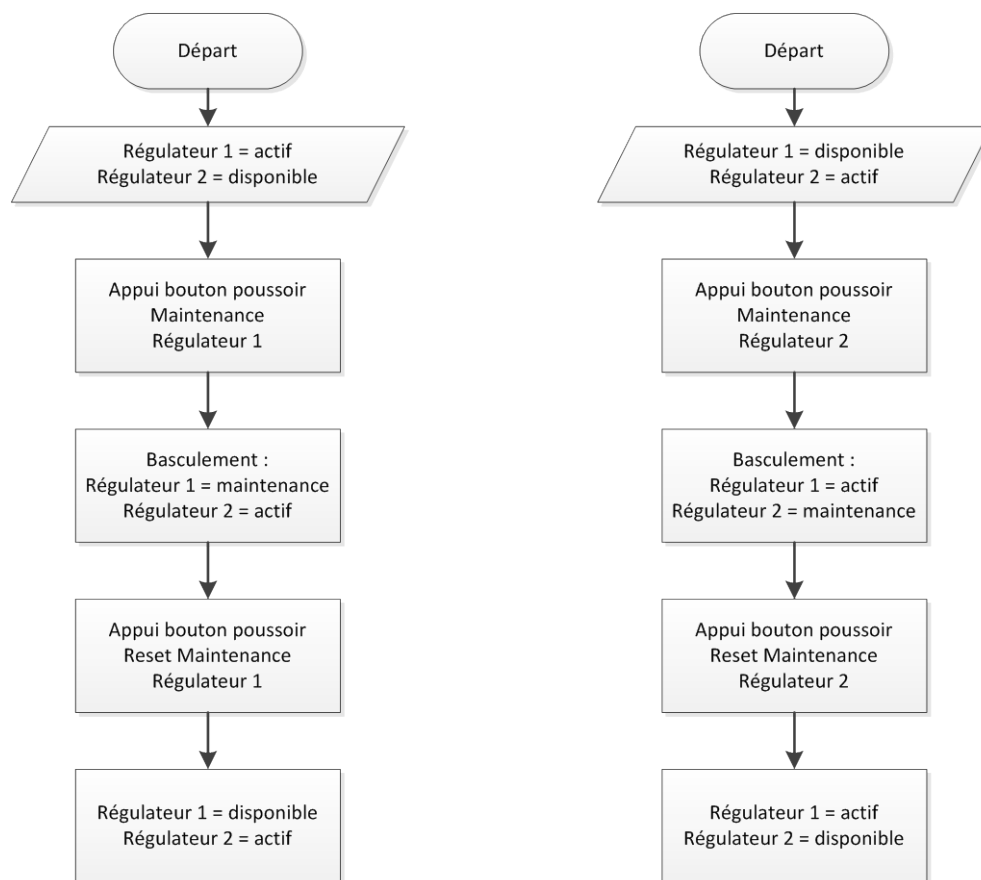 Départ
Régulateur 1 = actif
Régulateur 2 = disponible
Appui bouton poussoir
Maintenance
Régulateur 1
Basculement :
Régulateur 1 = maintenance
Régulateur 2 = actif
Appui bouton poussoir
Reset Maintenance
Régulateur 1
Régulateur 1 = disponible
Régulateur 2 = actif
Départ
Régulateur 1 = disponible
Régulateur 2 = actif
Appui bouton poussoir
Maintenance
Régulateur 2
Basculement :
Régulateur 1 = actif
Régulateur 2 = maintenance
Appui bouton poussoir
Reset Maintenance
Régulateur 2
Régulateur 1 = actif
Régulateur 2 = disponible